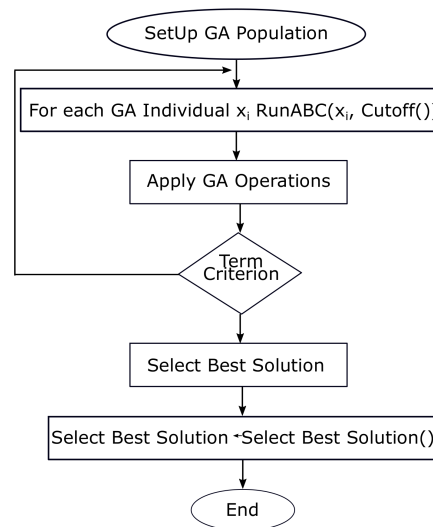 SetUp GA Population
For each GA Individual xᵢ RunABC(xᵢ, Cutoff())
Apply GA Operations
Term
Criterion
Select Best Solution
Select Best Solution ←Select Best Solution()
End